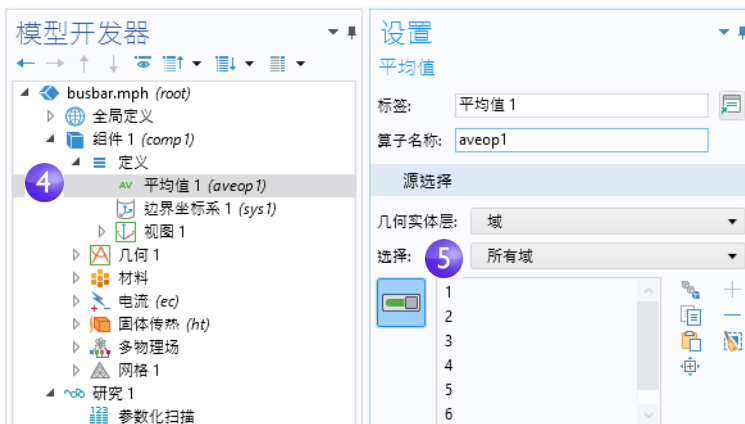 模型开发器
busbar.mph (root)
全局定义
组件 1 (comp1)
定义
4
AV 平均值 1 (aveop1)
边界坐标系 1 (sys1)
视图 1
几何 1
材料
电流 (ec)
固体传热 (ht)
多物理场
网格 1
研究 1
123 参数化扫描
设置
平均值
标签: 平均值 1
算子名称: aveop1
源选择
几何实体层: 域
选择: 5 所有域
1
2
3
4
5
6